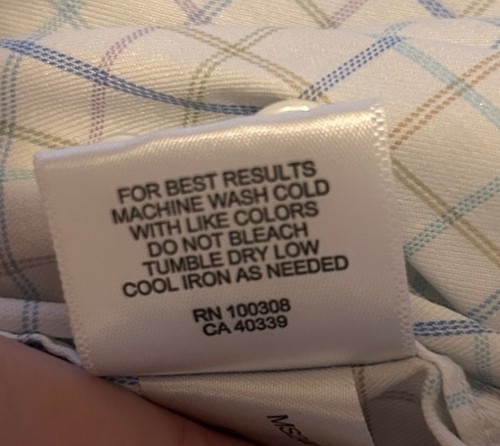 FOR BEST RESULTS
MACHINE WASH COLD
WITH LIKE COLORS
DO NOT BLEACH
TUMBLE DRY LOW
COOL IRON AS NEEDED
RN 100308
CA 40339